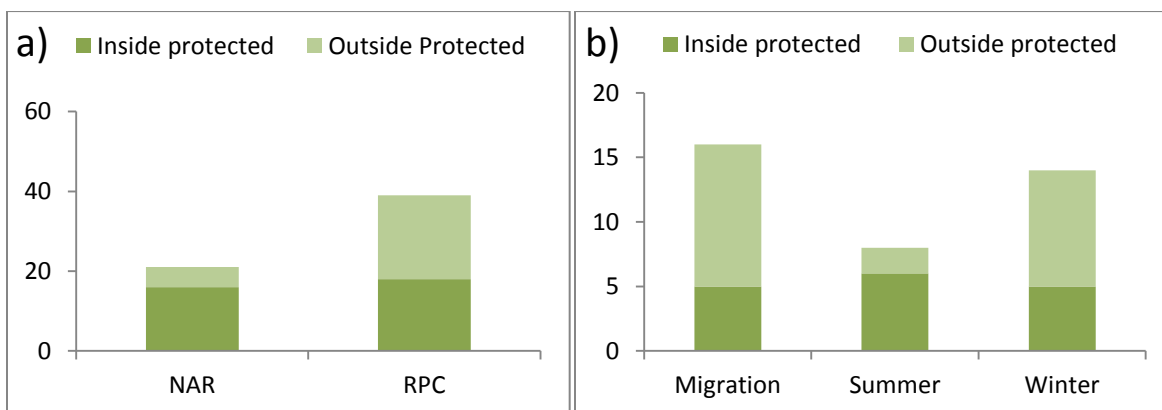 a)
Inside protected
Outside Protected
60
40
20
0
NAR
RPC
b)
Inside protected
Outside protected
20
15
10
5
0
Migration
Summer
Winter